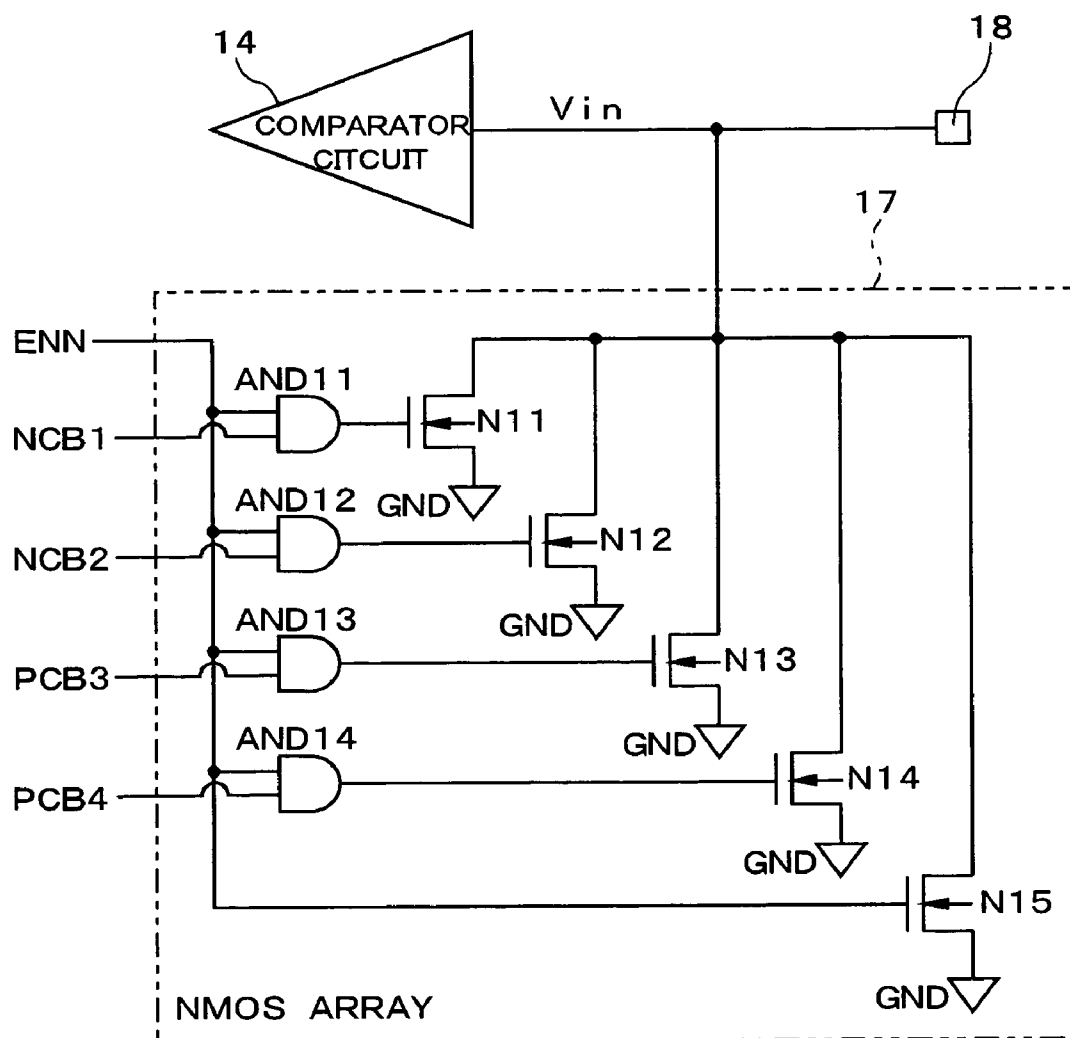 14
18
COMPARATOR
CITCUIT
Vin
17
ENN
AND11
NCB1
N11
GND
AND12
NCB2
N12
GND
AND13
PCB3
N13
GND
AND14
PCB4
N14
GND
N15
GND
NMOS ARRAY